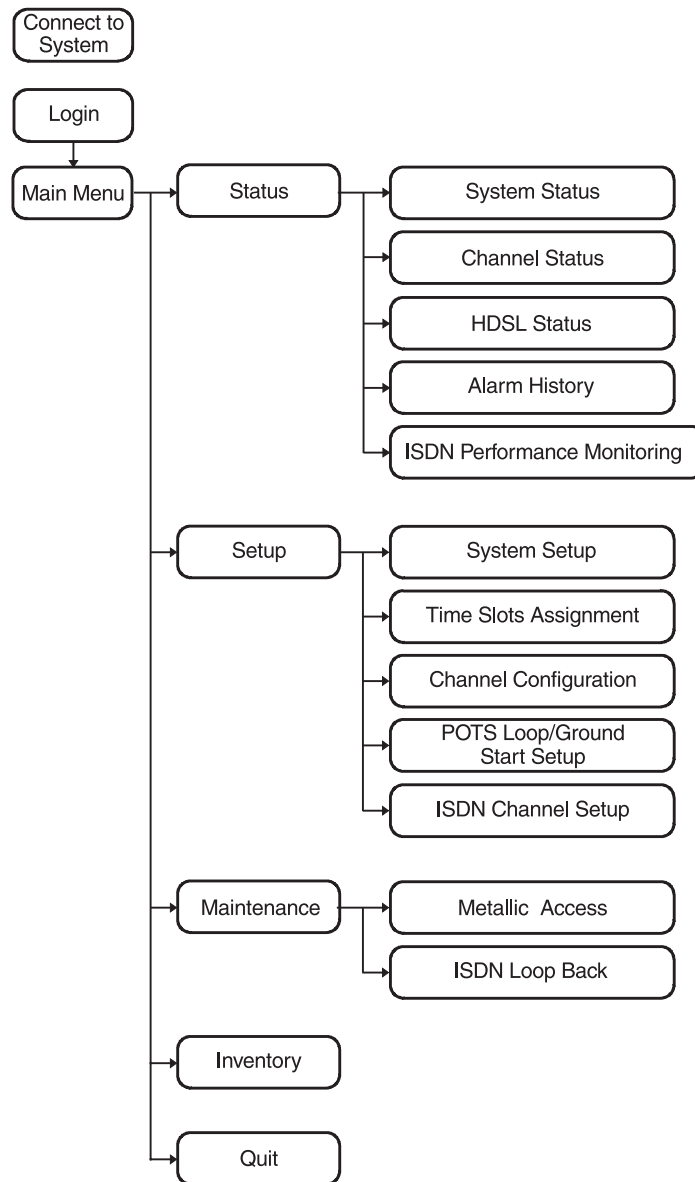 Connect to
System
Login
Main Menu
Status
System Status
Channel Status
HDSL Status
Alarm History
ISDN Performance Monitoring
Setup
System Setup
Time Slots Assignment
Channel Configuration
POTS Loop/Ground
Start Setup
ISDN Channel Setup
Maintenance
Metallic Access
ISDN Loop Back
Inventory
Quit